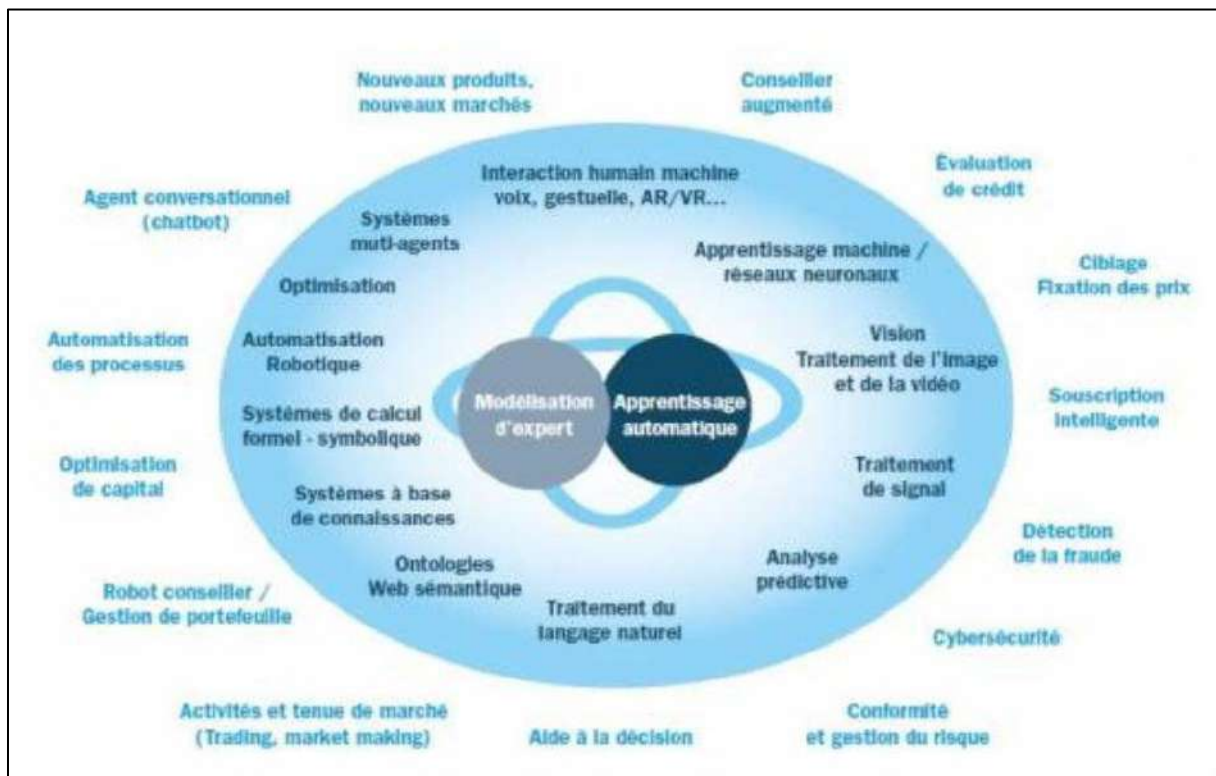 Nouveaux produits,
nouveaux marchés
Conseiller
augmenté
Évaluation
de crédit
Ciblage
Fixation des prix
Souscription
intelligente
Détection
de la fraude
Cybersécurité
Conformité
et gestion du risque
Aide à la décision
Activités et tenue de marché
(Trading, market making)
Robot conseiller /
Gestion de portefeuille
Optimisation
de capital
Automatisation
des processus
Agent conversationnel
(chatbot)
Interaction humain machine
voix, gestuelle, AR/VR...
Apprentissage machine /
réseaux neuronaux
Vision
Traitement de l'image
et de la vidéo
Traitement
de signal
Analyse
prédictive
Traitement du
langage naturel
Ontologies
Web sémantique
Systèmes à base
de connaissances
Systèmes de calcul
formel - symbolique
Automatisation
Robotique
Optimisation
Systèmes
muti-agents
Modélisation
d'expert
Apprentissage
automatique